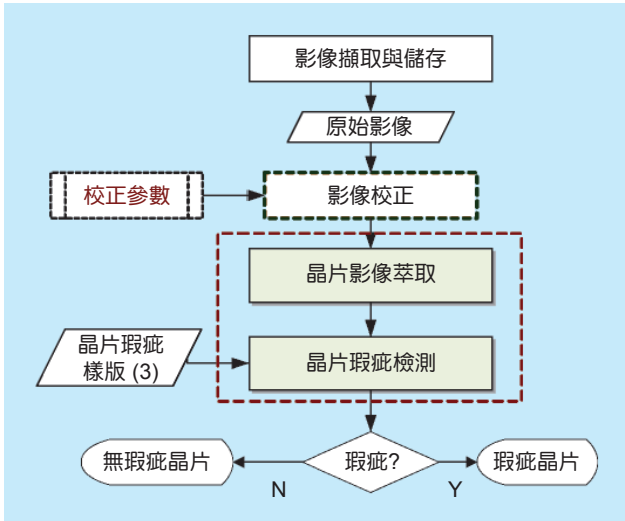 影像擷取與儲存
原始影像
校正參數
影像校正
晶片影像萃取
晶片瑕疵
樣版 (3)
晶片瑕疵檢測
無瑕疵晶片
瑕疵?
瑕疵晶片
N
Y